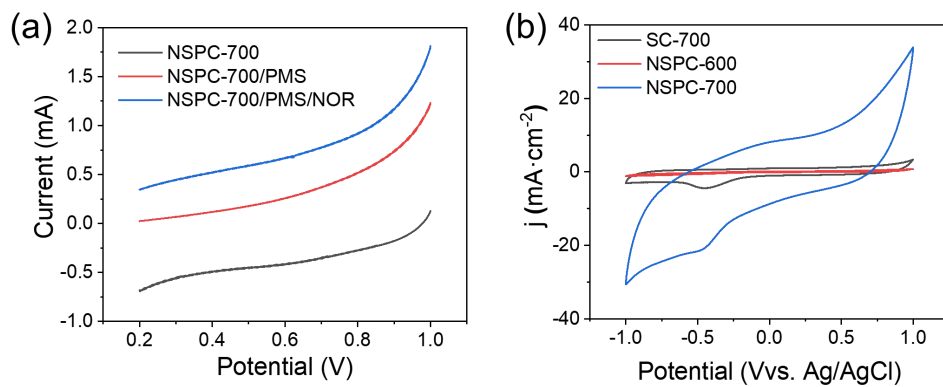 (a)
NSPC-700
NSPC-700/PMS
NSPC-700/PMS/NOR
Current (mA)
2.0
1.5
1.0
0.5
0.0
-0.5
-1.0
0.2
0.4
0.6
0.8
1.0
Potential (V)
(b)
SC-700
NSPC-600
NSPC-700
j (mA·cm⁻²)
40
20
0
-20
-40
-1.0
-0.5
0.0
0.5
1.0
Potential (Vvs. Ag/AgCl)